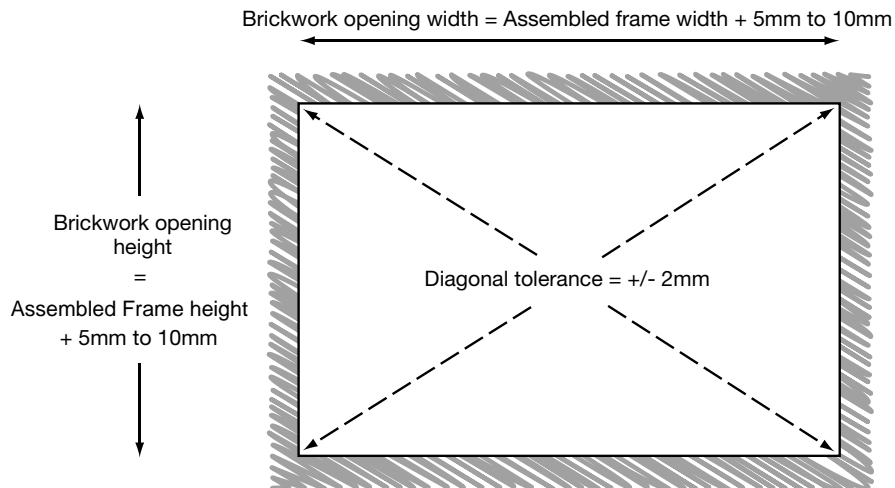 Brickwork opening width = Assembled frame width + 5mm to 10mm
Brickwork opening
height
=
Assembled Frame height
+ 5mm to 10mm
Diagonal tolerance = +/- 2mm